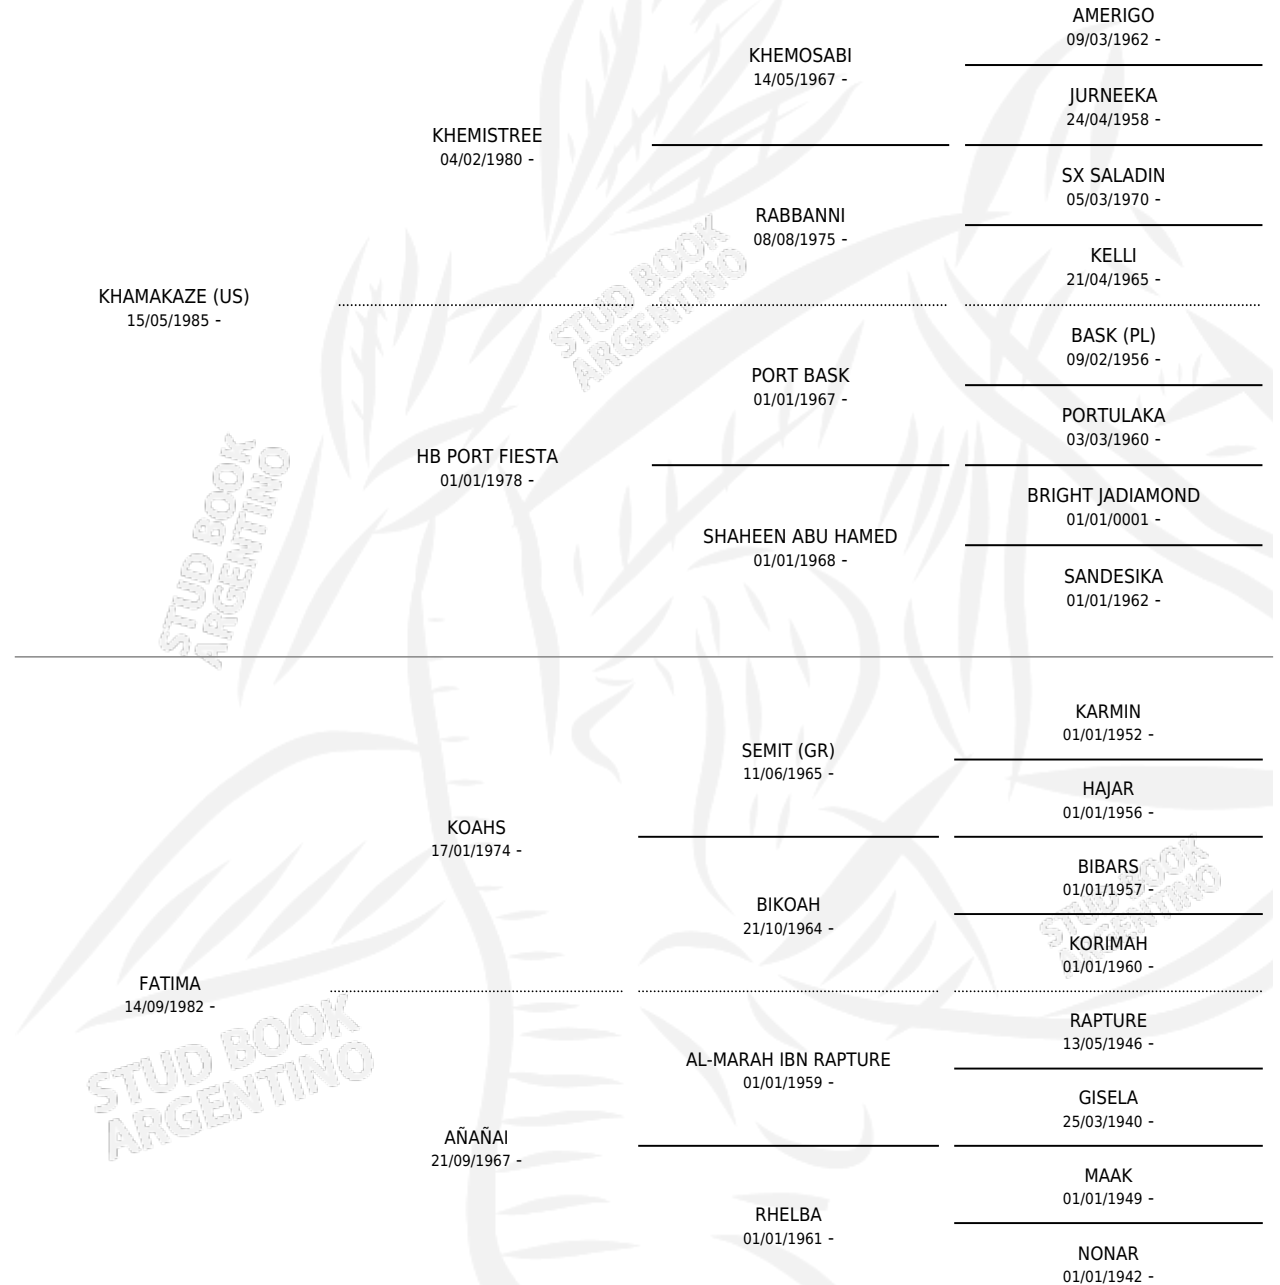 AMERIGO
09/03/1962 -
KHEMOSABI
14/05/1967 -
JURNEEKA
24/04/1958 -
KHEMISTREE
04/02/1980 -
SX SALADIN
05/03/1970 -
RABBANNI
08/08/1975 -
KELLI
21/04/1965 -
KHAMAKAZE (US)
15/05/1985 -
BASK (PL)
09/02/1956 -
PORT BASK
01/01/1967 -
PORTULAKA
03/03/1960 -
HB PORT FIESTA
01/01/1978 -
BRIGHT JADIAMOND
01/01/0001 -
SHAHEEN ABU HAMED
01/01/1968 -
SANDESIKA
01/01/1962 -
KARMIN
01/01/1952 -
SEMIT (GR)
11/06/1965 -
HAJAR
01/01/1956 -
KOAHS
17/01/1974 -
BIBARS
01/01/1957 -
BIKOAH
21/10/1964 -
KORIMAH
01/01/1960 -
FATIMA
14/09/1982 -
RAPTURE
13/05/1946 -
AL-MARAH IBN RAPTURE
01/01/1959 -
GISELA
25/03/1940 -
AÑAÑAI
21/09/1967 -
MAAK
01/01/1949 -
RHELBA
01/01/1961 -
NONAR
01/01/1942 -
STUD BOOK
ARGENTINO
STUD BOOK
ARGENTINO
STUD BOOK
ARGENTINO
STUD BOOK
ARGENTINO